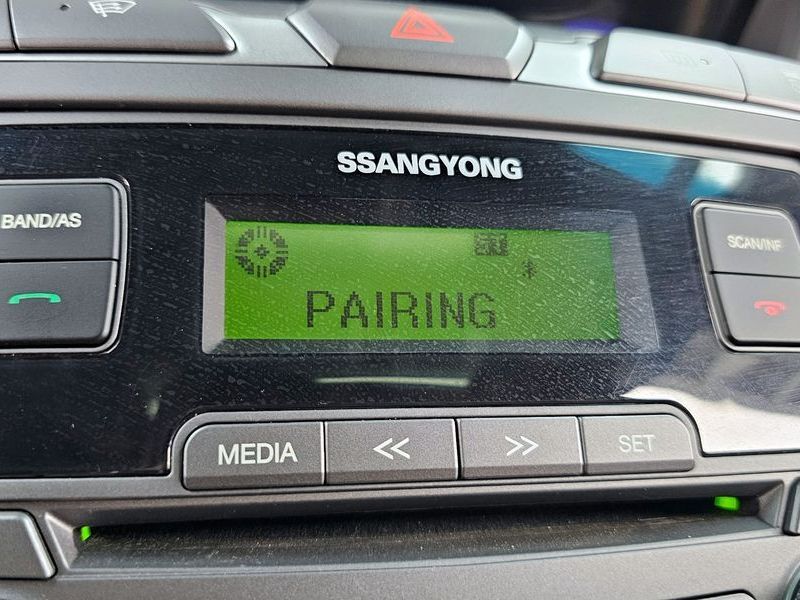 SSANGYONG
BAND/AS
SCAN/INF
PAIRING
MEDIA
SET